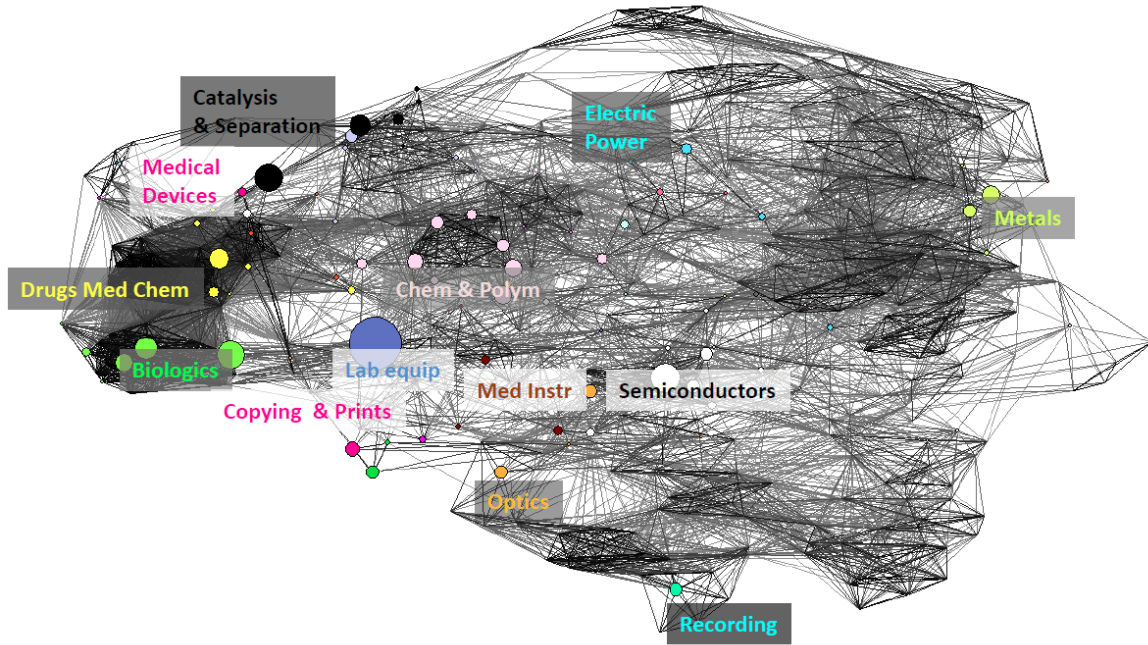 Catalysis
& Separation
Electric
Power
Medical
Devices
Metals
Drugs Med Chem
Chem & Polym
Biologics
Lab equip
Med Instr
Semiconductors
Copying & Prints
Optics
Recording